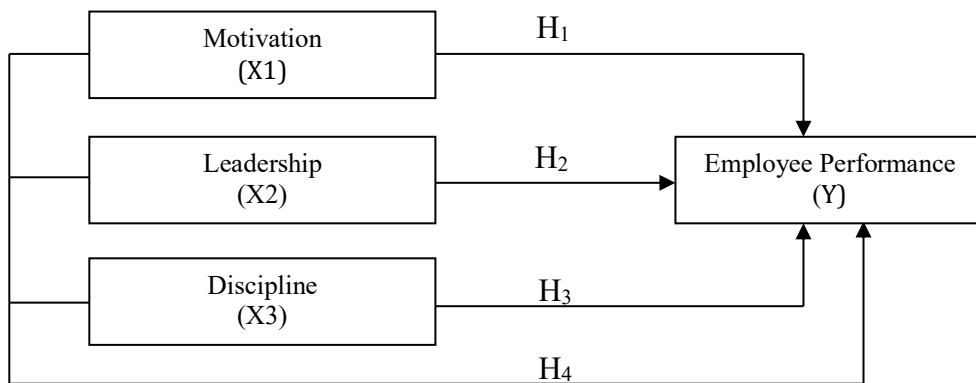 Motivation
(X1)
H₁
Leadership
(X2)
H₂
Employee Performance
(Y)
Discipline
(X3)
H₃
H₄